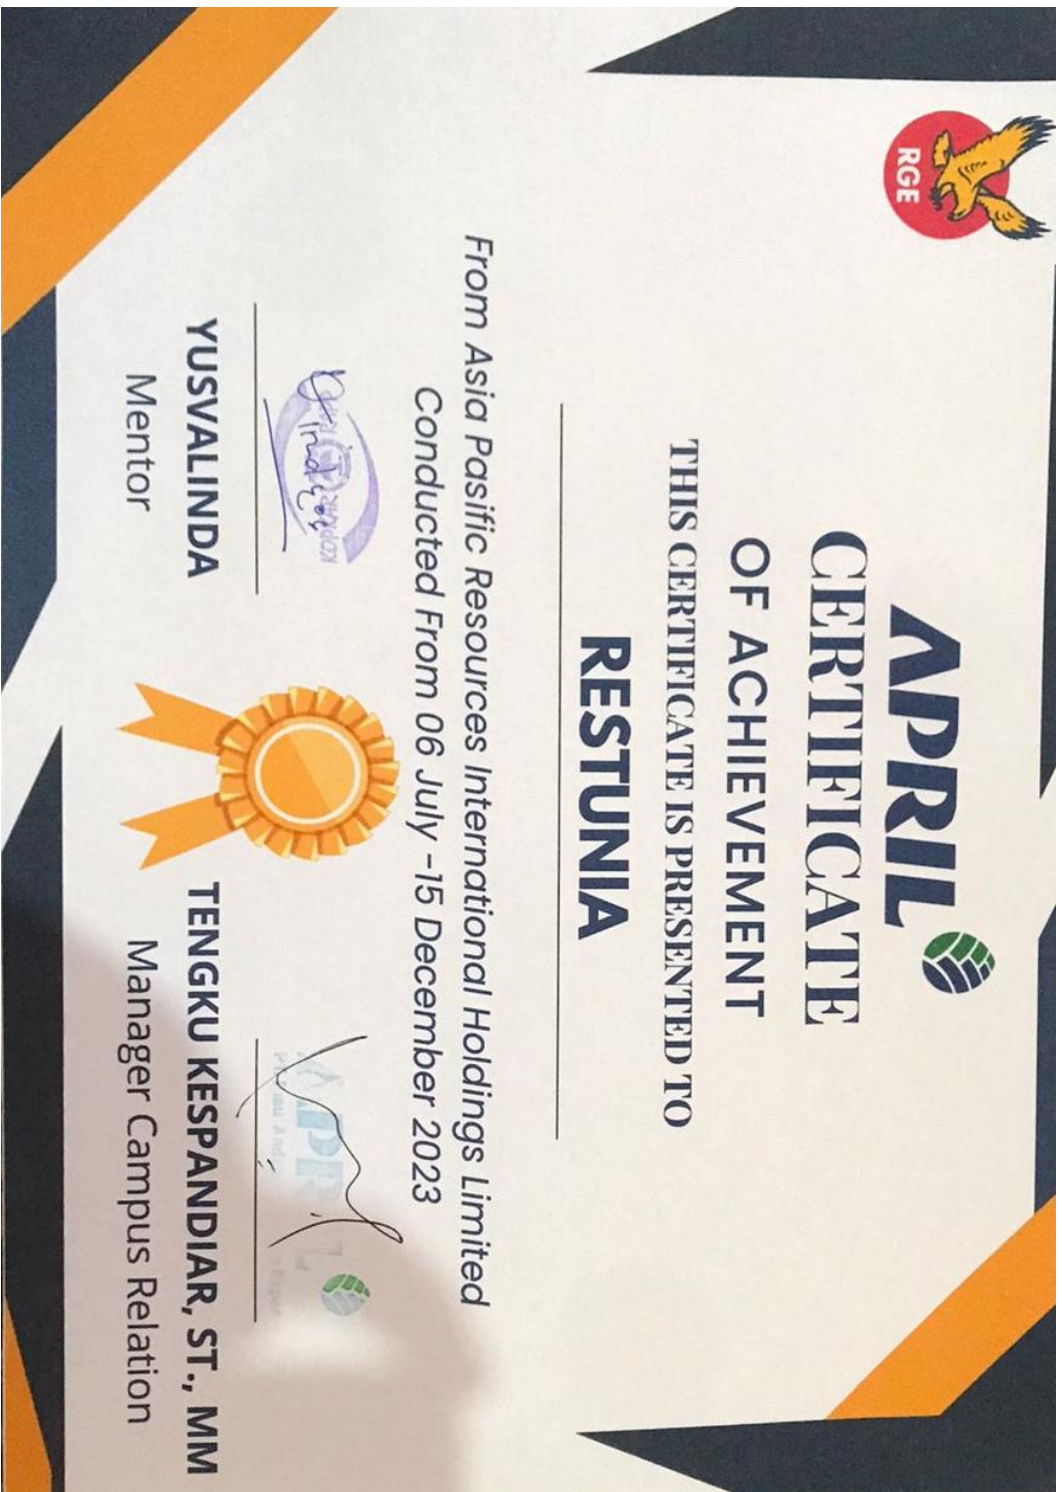 RGE
APRIL
CERTIFICATE
OF ACHIEVEMENT
THIS CERTIFICATE IS PRESENTED TO
RESTUNIA
From Asia Pasific Resources International Holdings Limited
Conducted From 06 July -15 December 2023
YUSVALINDA
Mentor
TENGKU KESPANDIAR, ST., MM
Manager Campus Relation